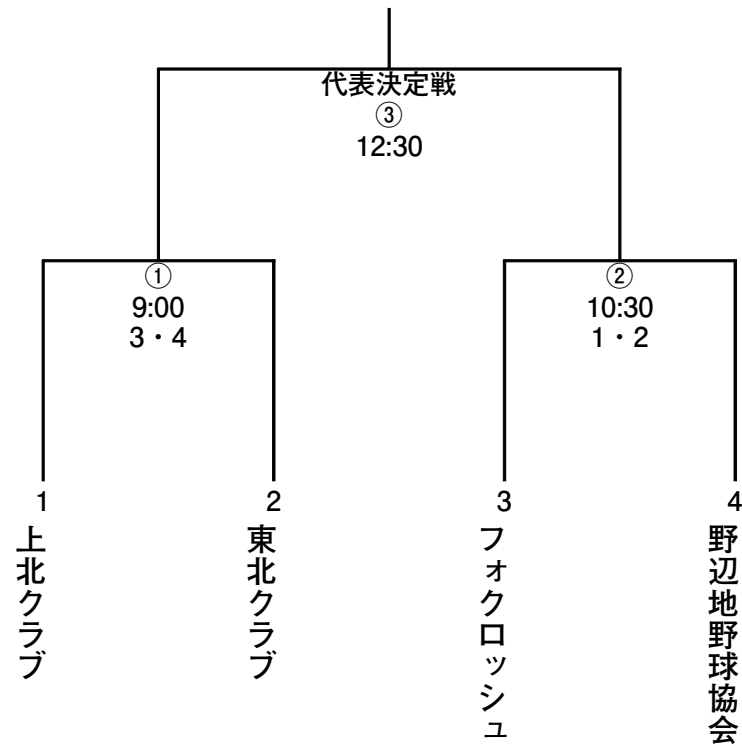 代表決定戦
③
12:30
①
9:00
3・4
②
10:30
1・2
1
上北クラブ
2
東北クラブ
3
フォクロッシュ
4
野辺地野球協会